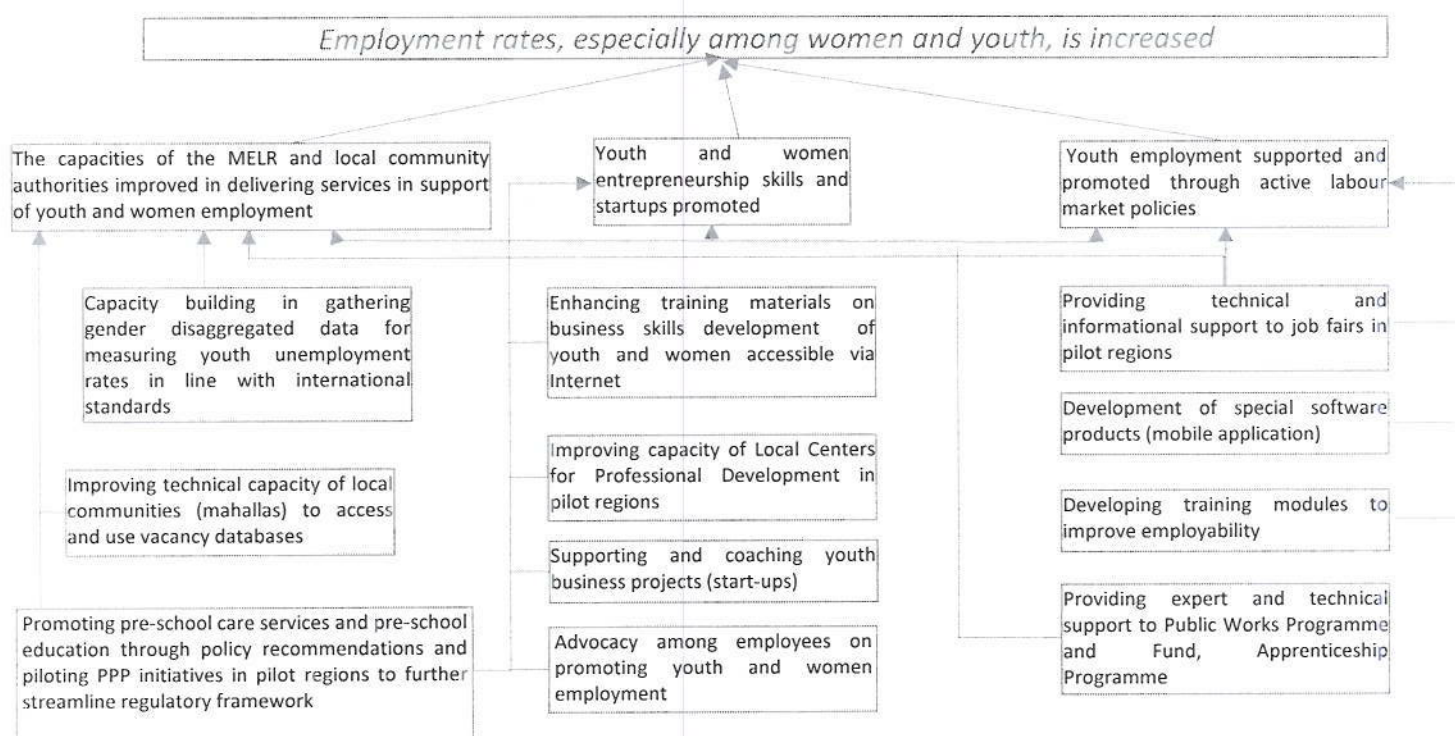 Employment rates, especially among women and youth, is increased
The capacities of the MELR and local community
authorities improved in delivering services in support
of youth and women employment
Youth and women
entrepreneurship skills and
startups promoted
Youth employment supported and
promoted through active labour
market policies
Capacity building in gathering
gender disaggregated data for
measuring youth unemployment
rates in line with international
standards
Improving technical capacity of local
communities (mahallas) to access
and use vacancy databases
Promoting pre-school care services and pre-school
education through policy recommendations and
piloting PPP initiatives in pilot regions to further
streamline regulatory framework
Enhancing training materials on
business skills development of
youth and women accessible via
Internet
Improving capacity of Local Centers
for Professional Development in
pilot regions
Supporting and coaching youth
business projects (start-ups)
Advocacy among employees on
promoting youth and women
employment
Providing technical and
informational support to job fairs in
pilot regions
Development of special software
products (mobile application)
Developing training modules to
improve employability
Providing expert and technical
support to Public Works Programme
and Fund, Apprenticeship
Programme